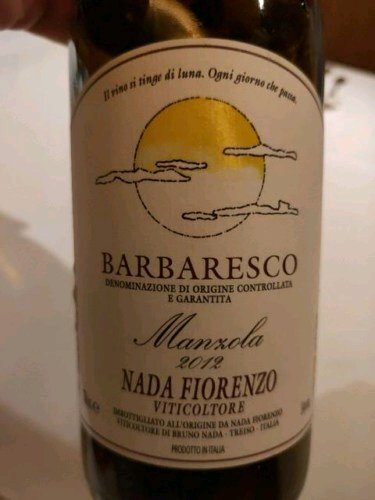 Il vino si tinge di luna. Ogni giorno che passa.
BARBARESCO
DENOMINAZIONE DI ORIGINE CONTROLLATA
E GARANTITA
Manzola
2012
NADA FIORENZO
VITICOLTORE
IMBOTTIGLIATO ALL'ORIGINE DA NADA FIORENZO
VITICOLTORE DI BRUNO NADA - TREISO - ITALIA
PRODOTTO IN ITALIA